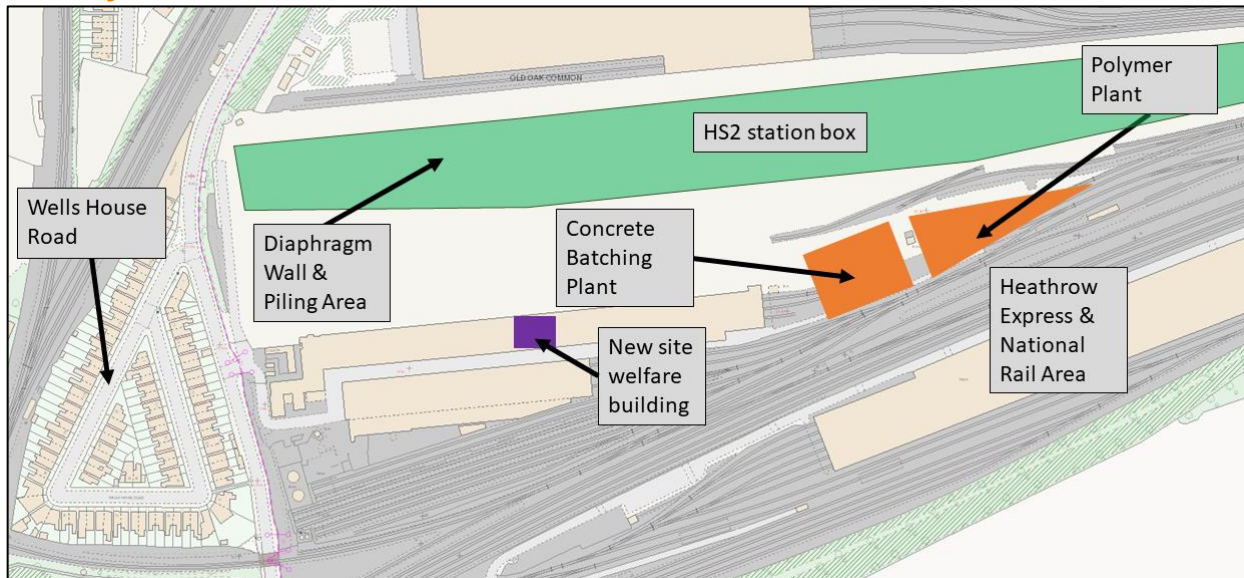 OLD OAK COMMON
Polymer
Plant
HS2 station box
Wells House
Road
Diaphragm
Wall &
Piling Area
Concrete
Batching
Plant
Heathrow
Express &
National
Rail Area
New site
welfare
building